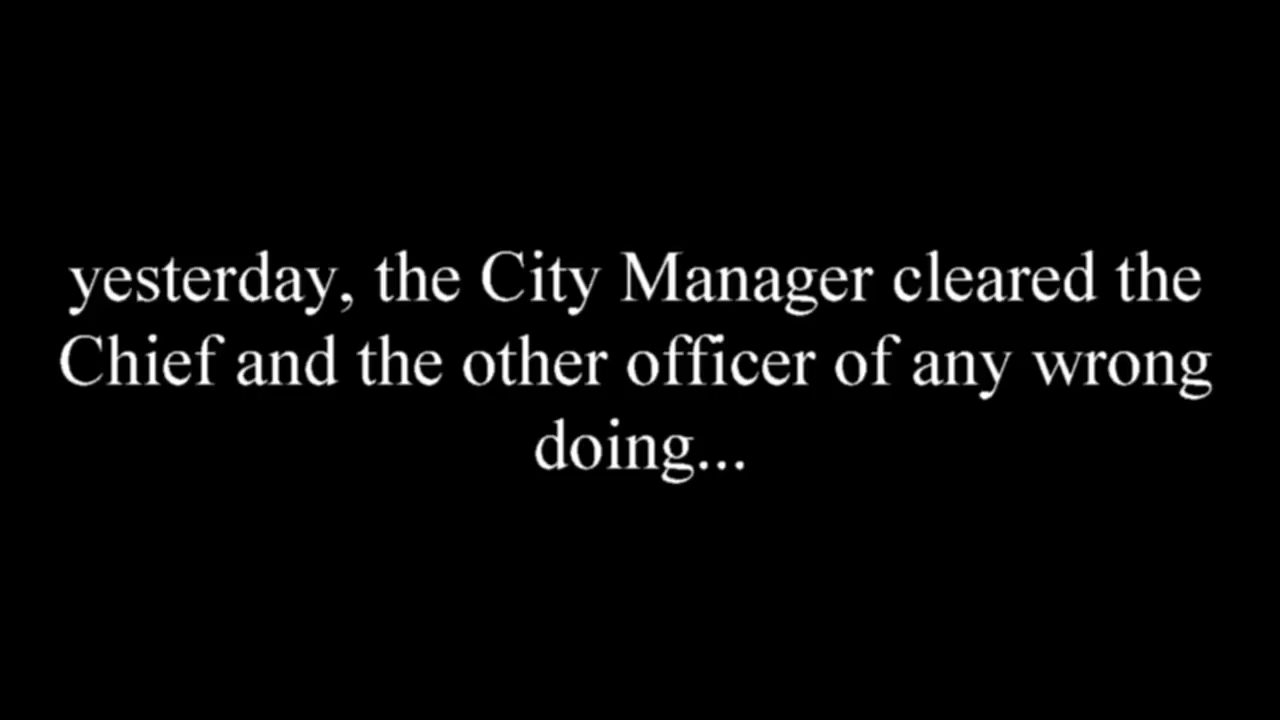 yesterday, the City Manager cleared the
Chief and the other officer of any wrong
doing...